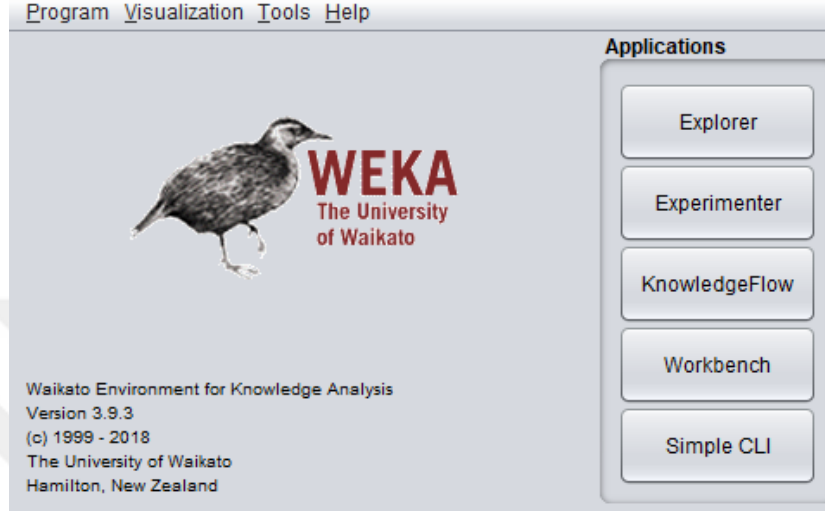 Program Visualization Tools Help
Applications
WEKA
The University
of Waikato
Explorer
Experimenter
KnowledgeFlow
Workbench
Simple CLI
Waikato Environment for Knowledge Analysis
Version 3.9.3
(c) 1999 - 2018
The University of Waikato
Hamilton, New Zealand